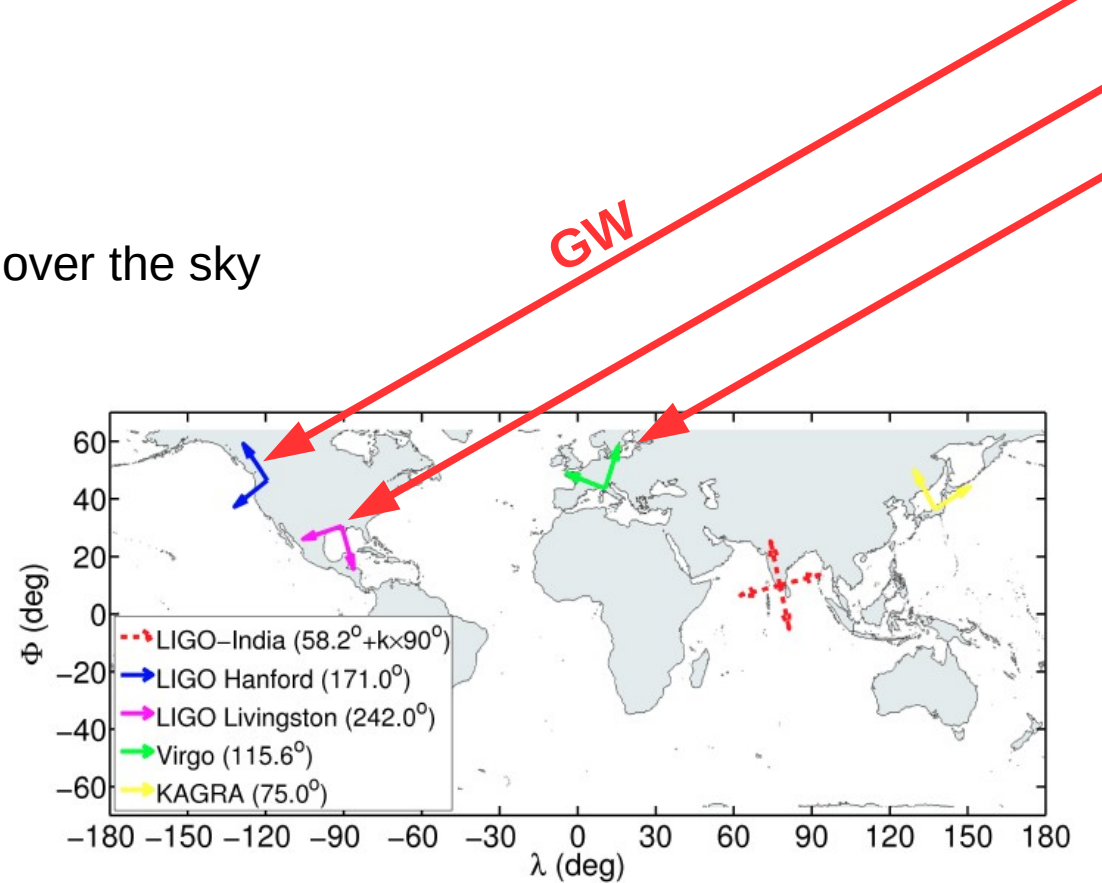 GW
over the sky
Φ (deg)
60
40
20
0
−20
−40
−60
LIGO−India (58.2°+k×90°)
LIGO Hanford (171.0°)
LIGO Livingston (242.0°)
Virgo (115.6°)
KAGRA (75.0°)
−180 −150 −120 −90 −60 −30 0 30 60 90 120 150 180
λ (deg)